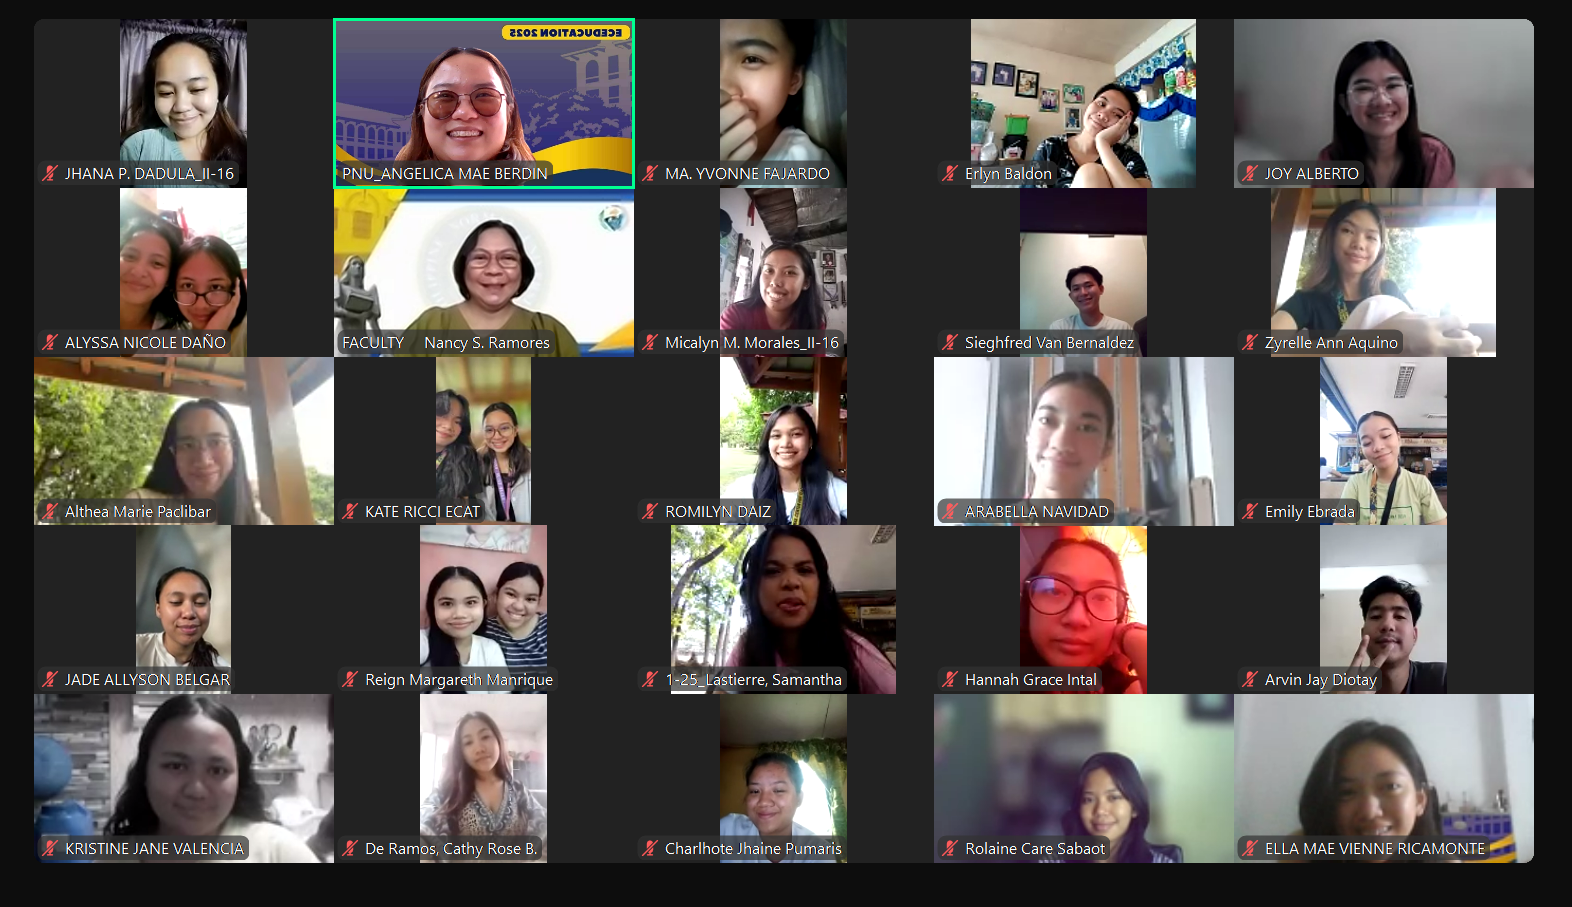 ECEDUCATION 2025
JHANA P. DADULA_II-16
PNU_ANGELICA MAE BERDIN
MA. YVONNE FAJARDO
Erlyn Baldon
JOY ALBERTO
ALYSSA NICOLE DAÑO
FACULTY Nancy S. Ramores
Micalyn M. Morales_II-16
Sieghfred Van Bernaldez
Zyrelle Ann Aquino
Althea Marie Paclibar
KATE RICCI ECAT
ROMILYN DAIZ
ARABELLA NAVIDAD
Emily Ebrada
JADE ALLYSON BELGAR
Reign Margareth Manrique
1-25_Lastierre, Samantha
Hannah Grace Intal
Arvin Jay Diotay
KRISTINE JANE VALENCIA
De Ramos, Cathy Rose B.
Charlhote Jhaine Pumaris
Rolaine Care Sabaot
ELLA MAE VIENNE RICAMONTE